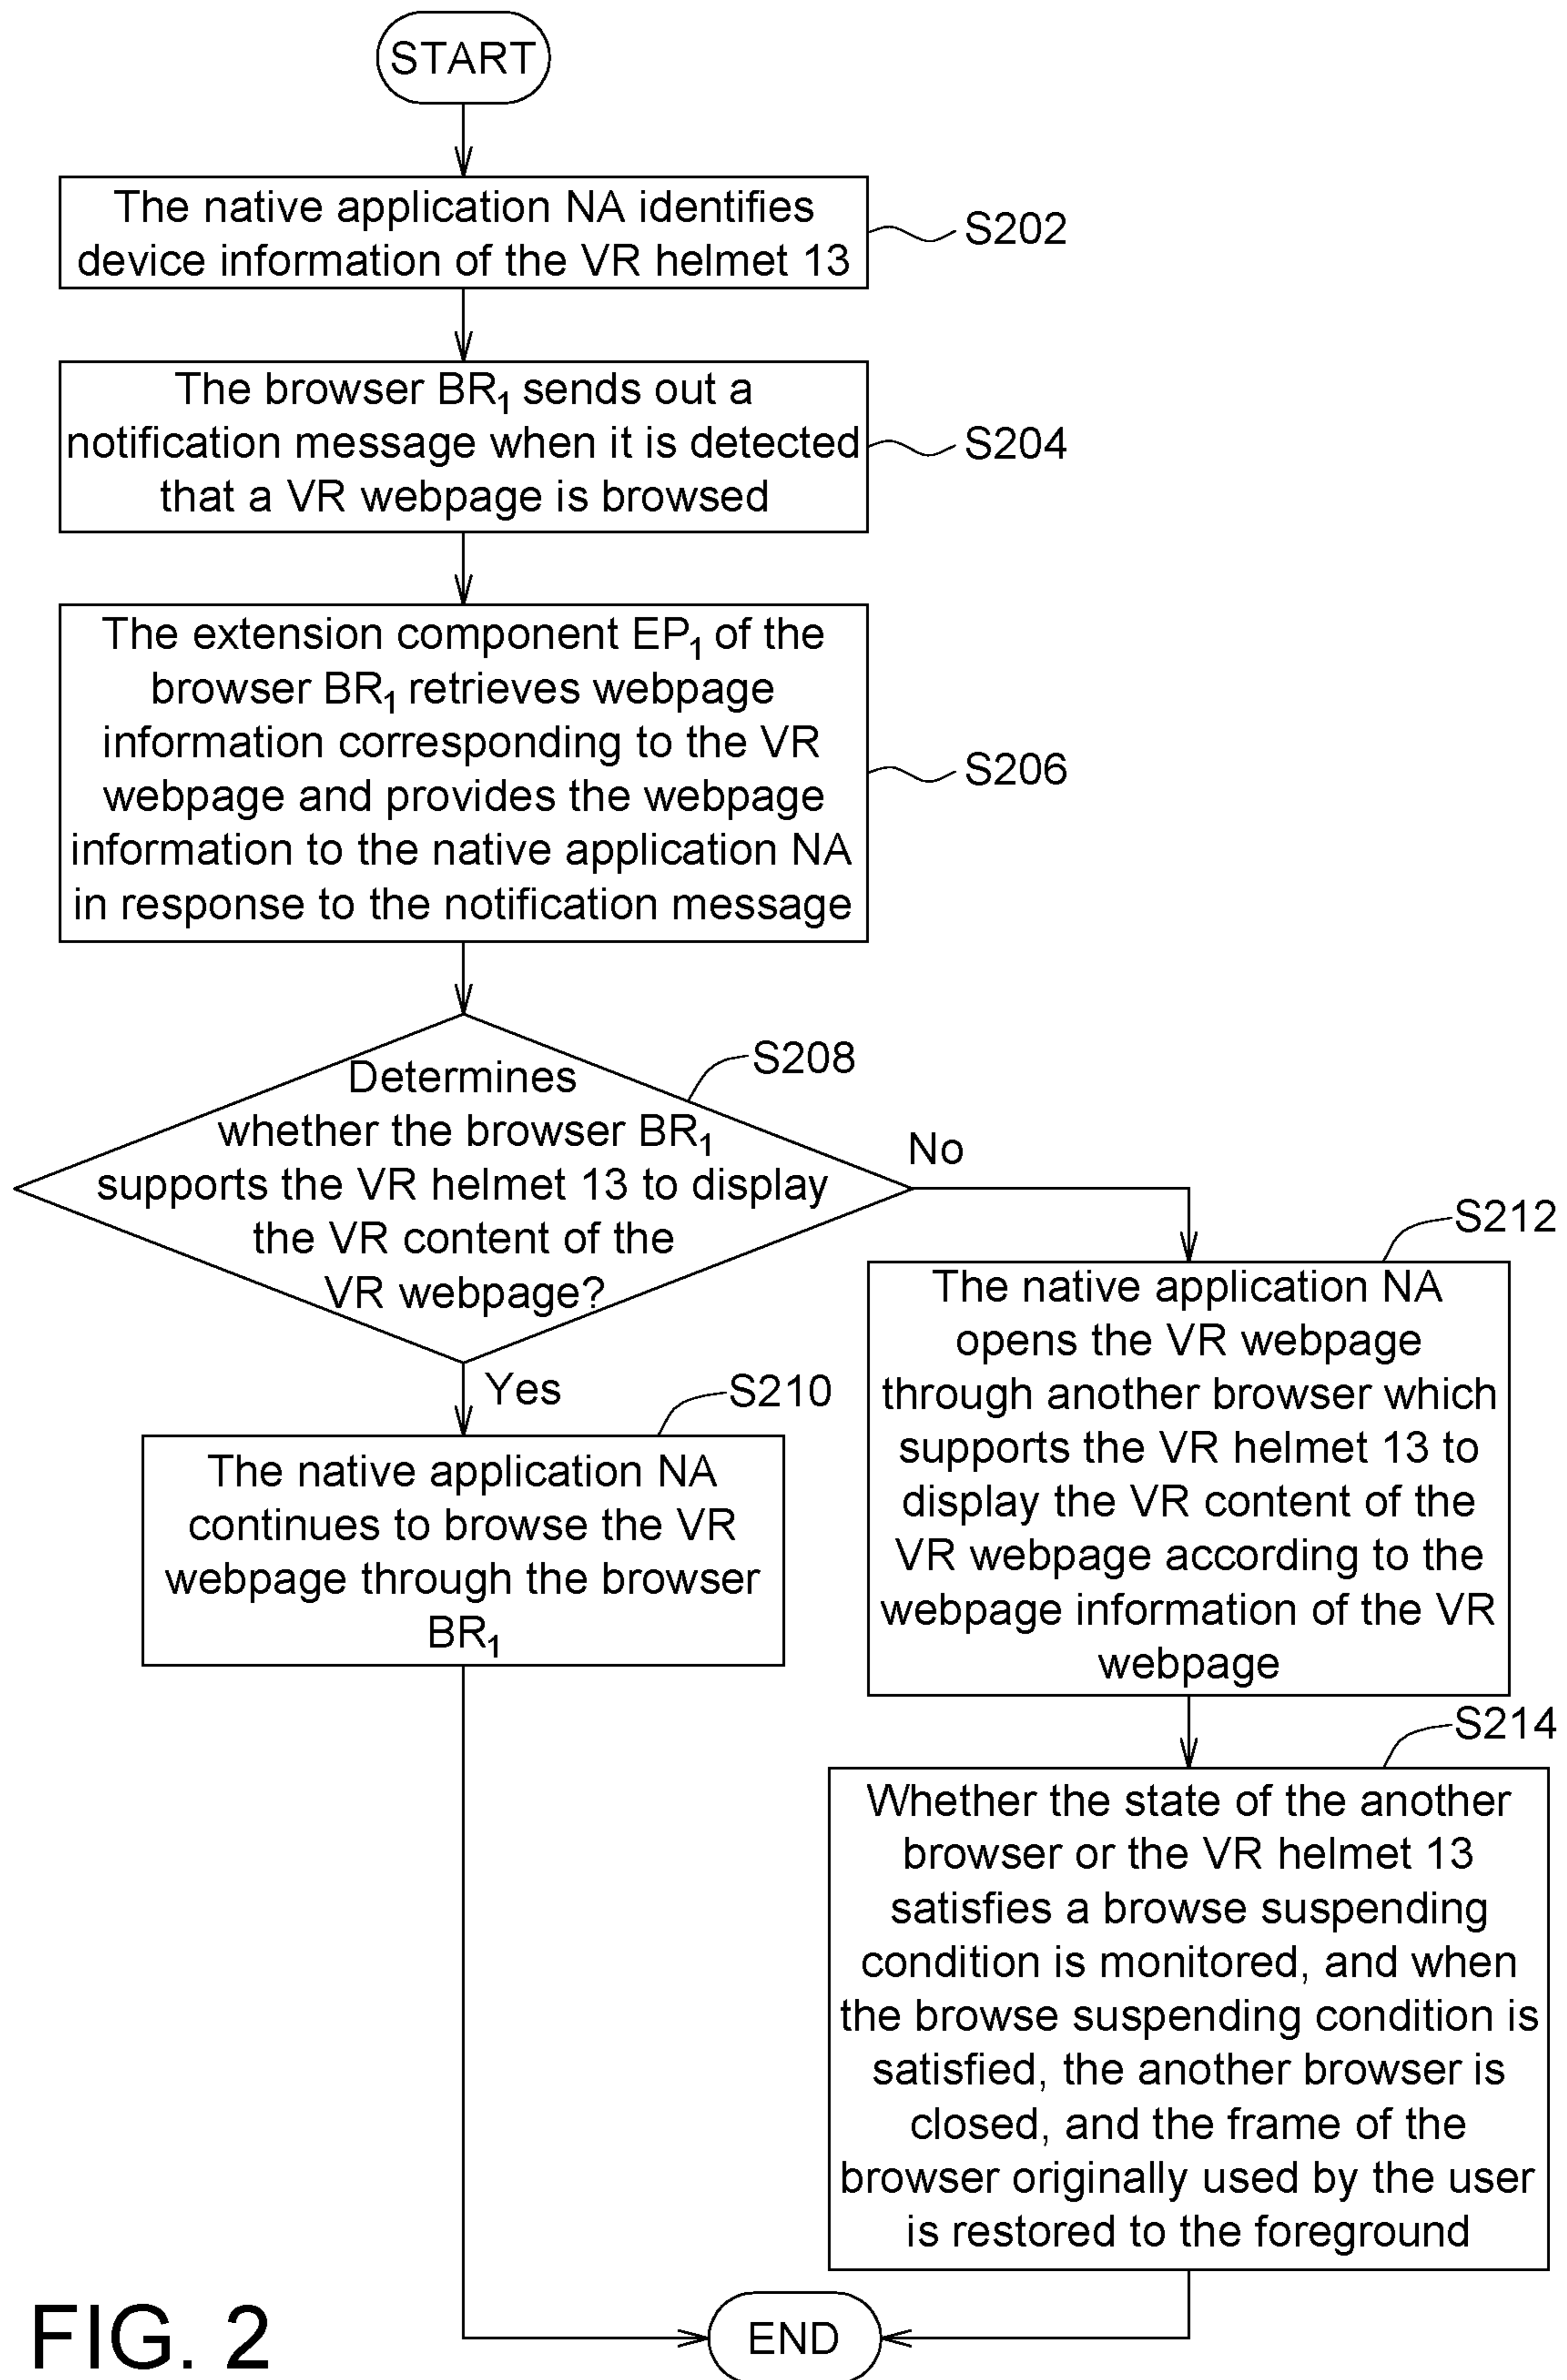 START
The native application NA identifies
device information of the VR helmet 13
S202
The browser BR₁ sends out a
notification message when it is detected
that a VR webpage is browsed
S204
The extension component EP₁ of the
browser BR₁ retrieves webpage
information corresponding to the VR
webpage and provides the webpage
information to the native application NA
in response to the notification message
S206
Determines
whether the browser BR₁
supports the VR helmet 13 to display
the VR content of the
VR webpage?
S208
No
Yes
S210
The native application NA
continues to browse the VR
webpage through the browser
BR₁
S212
The native application NA
opens the VR webpage
through another browser which
supports the VR helmet 13 to
display the VR content of the
VR webpage according to the
webpage information of the VR
webpage
S214
Whether the state of the another
browser or the VR helmet 13
satisfies a browse suspending
condition is monitored, and when
the browse suspending condition is
satisfied, the another browser is
closed, and the frame of the
browser originally used by the user
is restored to the foreground
END
FIG. 2